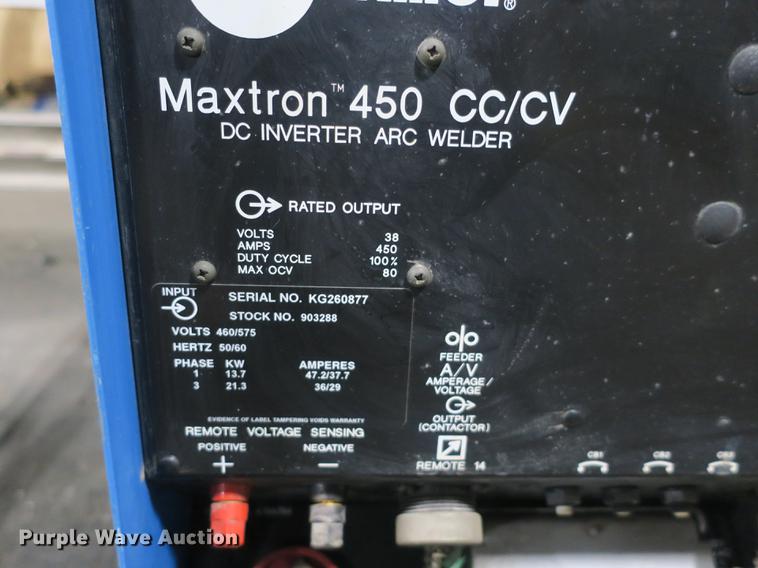 ®
Maxtron™ 450 CC/CV
DC INVERTER ARC WELDER
RATED OUTPUT
VOLTS 38
AMPS 450
DUTY CYCLE 100%
MAX OCV 80
INPUT
SERIAL NO. KG260877
STOCK NO. 903288
VOLTS 460/575
HERTZ 50/60
PHASE KW AMPERES
1 13.7 47.2/37.7
3 21.3 36/29
EVIDENCE OF LABEL TAMPERING VOIDS WARRANTY
REMOTE VOLTAGE SENSING
POSITIVE NEGATIVE
+ −
FEEDER
A/V
AMPERAGE/
VOLTAGE
OUTPUT
(CONTACTOR)
REMOTE 14
CB1 CB2 CB3
Purple Wave Auction